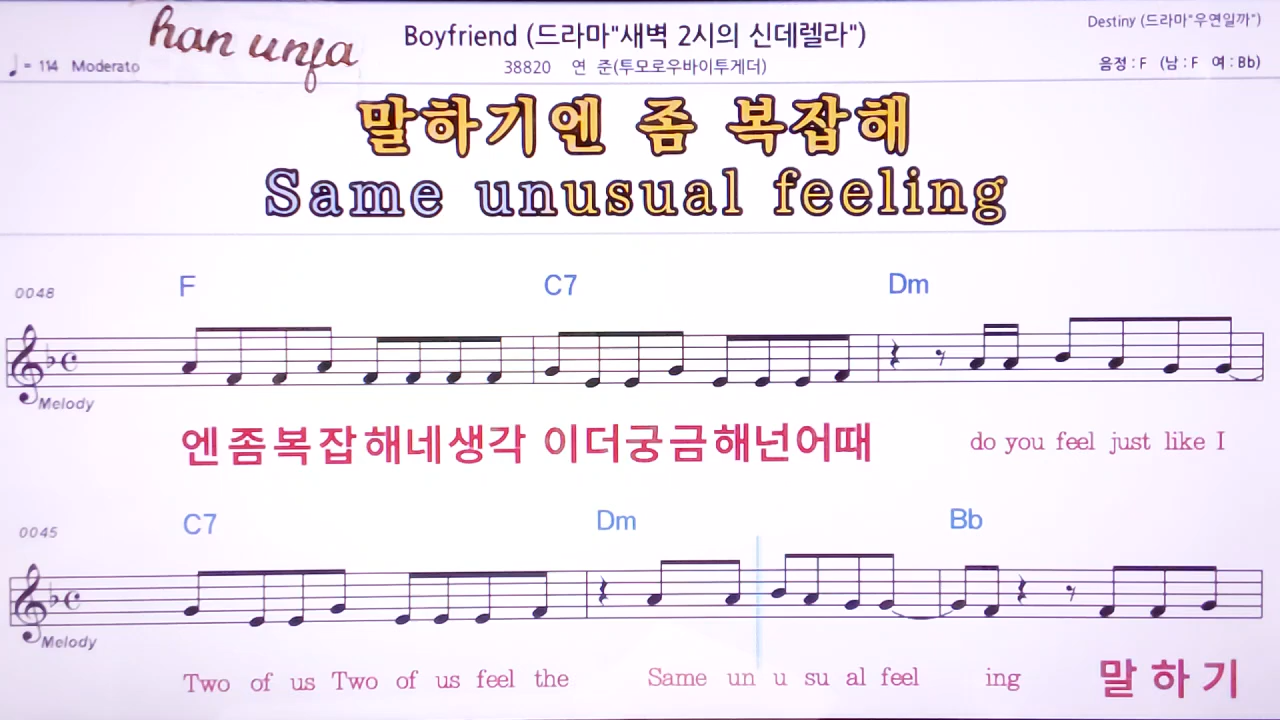 han unja
Boyfriend (드라마"새벽 2시의 신데렐라")
Destiny (드라마"우연일까")
♩= 114 Moderato
38820 연 준(투모로우바이투게더)
음정 : F (남 : F 여 : Bb)
말하기엔 좀 복잡해
Same unusual feeling
F C7 Dm
0048
Melody
엔좀복잡해네생각 이더궁금해넌어때 do you feel just like I
C7 Dm Bb
0045
Melody
Two of us Two of us feel the Same un u su al feel ing 말 하 기